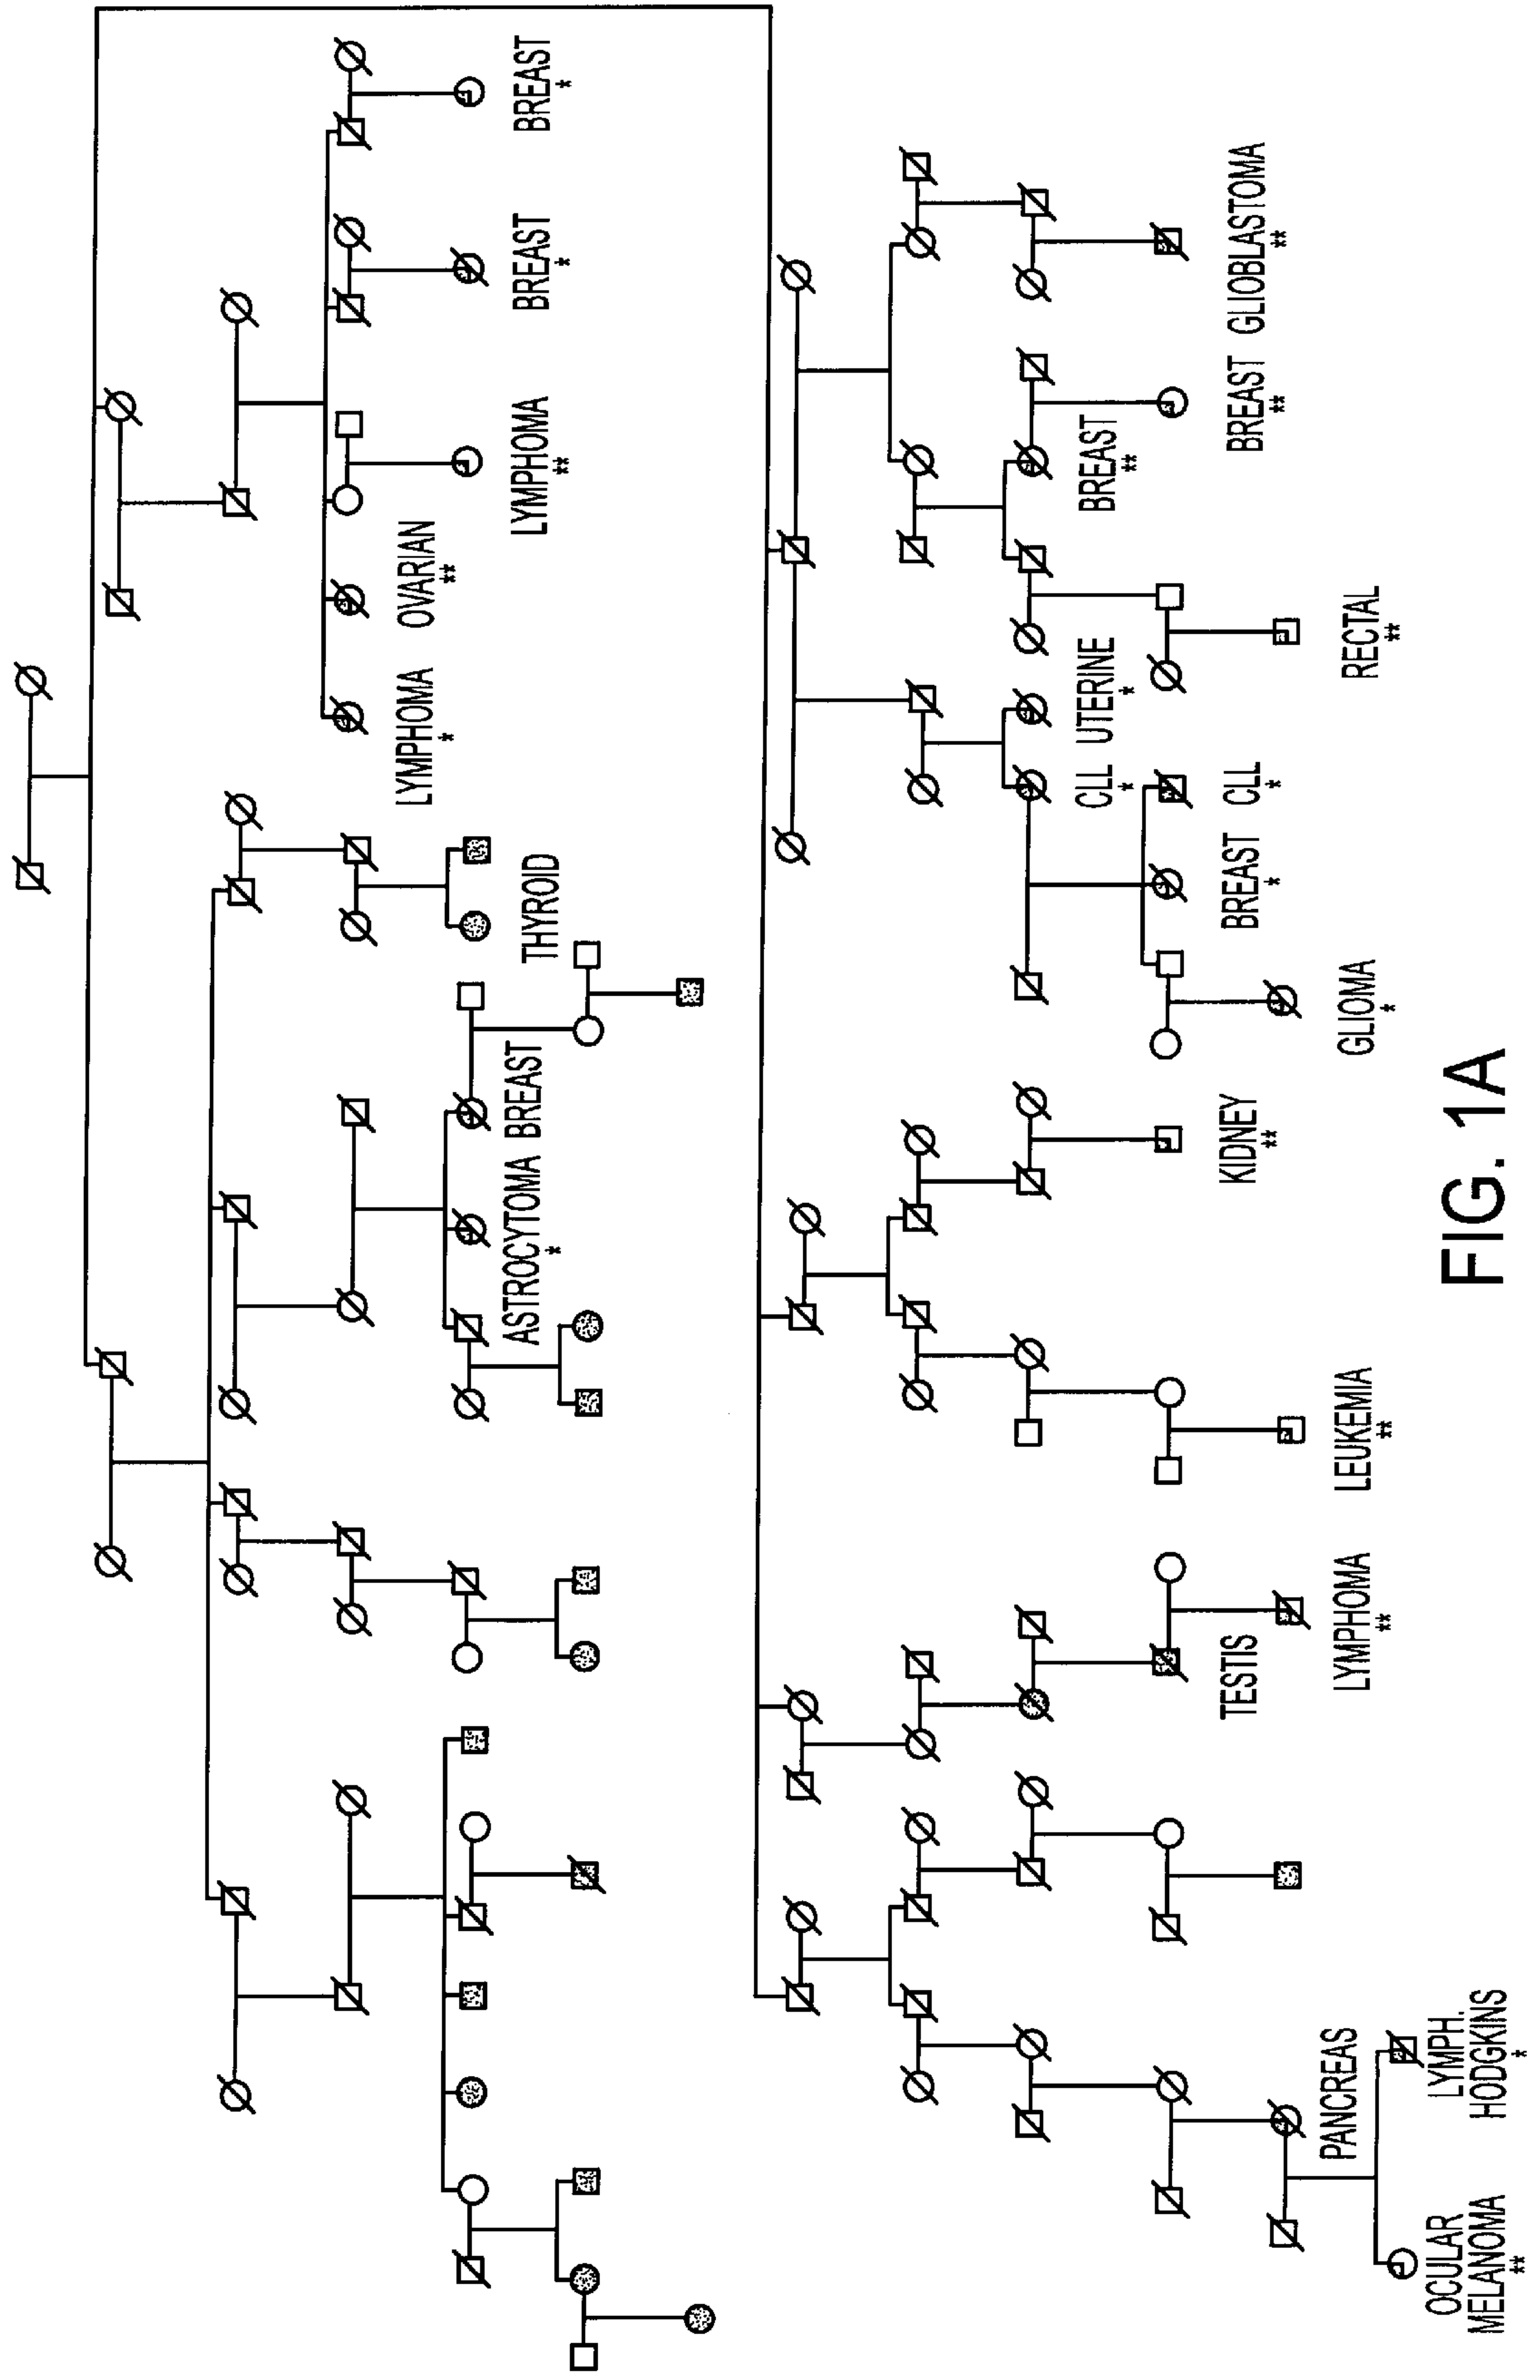 LYMPHOMA OVARIAN
* **
ASTROCYTOMA BREAST THYROID LYMPHOMA BREAST BREAST
* ** * *
CLL UTERINE BREAST
* * **
TESTIS KIDNEY BREAST CLL BREAST GLIOBLASTOMA
** * * ** **
PANCREAS LYMPHOMA LEUKEMIA GLIOMA RECTAL
** ** * **
OCULAR LYMPH.
MELANOMA HODGKINS
** *
FIG. 1A